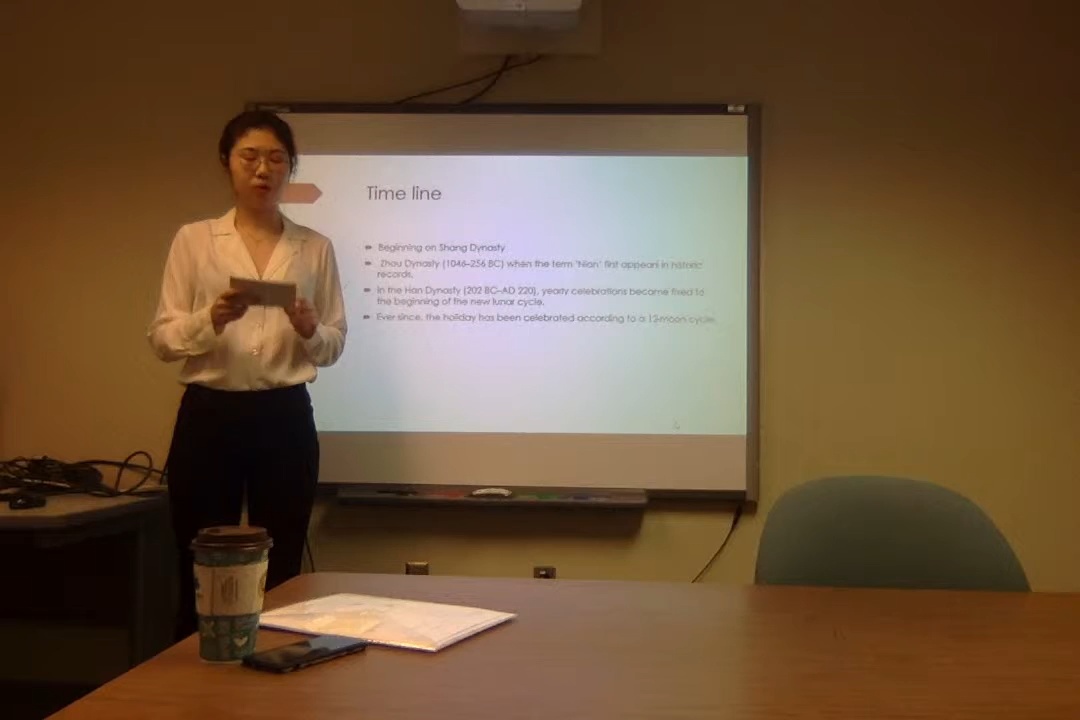 Time line
Beginning on Shang Dynasty
Zhou Dynasty (1046–256 BC) when the term 'Nian' first appears in historic
records.
In the Han Dynasty (202 BC–AD 220), yearly celebrations became fixed to
the beginning of the new lunar cycle.
Ever since, the holiday has been celebrated according to a 12-moon cycle.